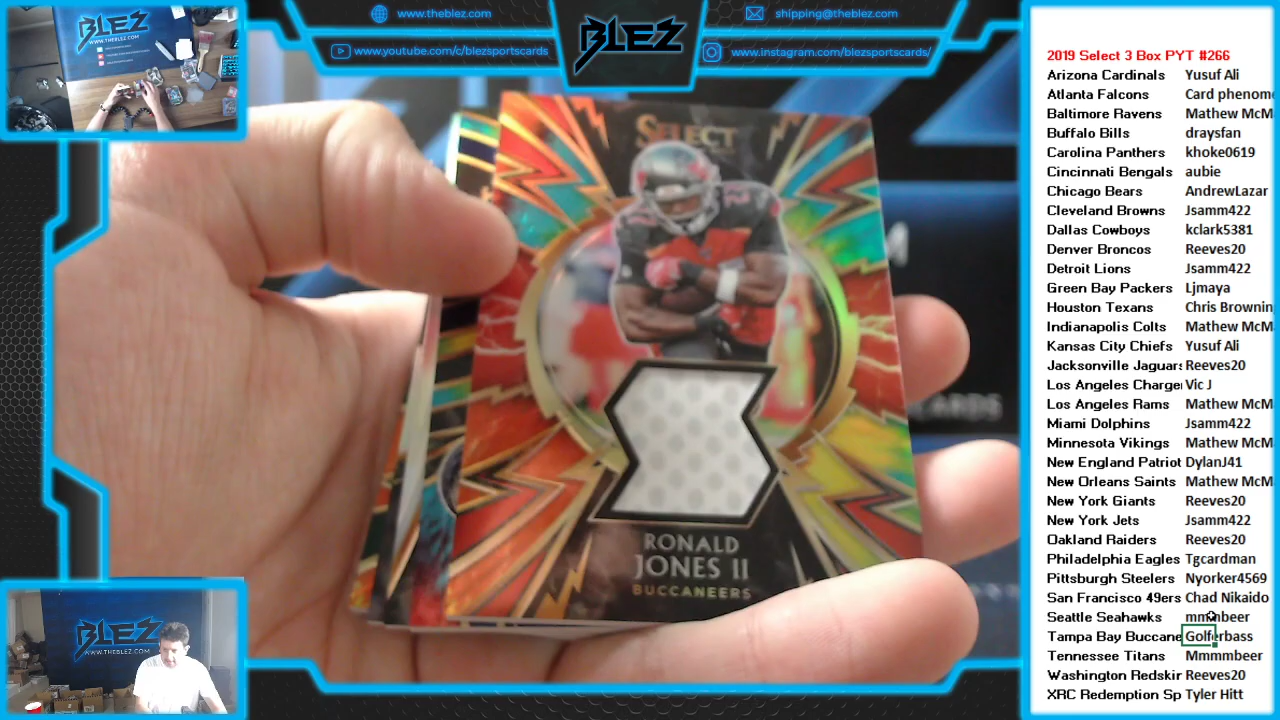 BLEZ
WWW.THEBLEZ.COM
www.theblez.com
shipping@theblez.com
www.youtube.com/c/blezsportscards
BLEZ
www.instagram.com/blezsportscards/
SELECT
RONALD
JONES II
BUCCANEERS
CARDS
BLEZ
WWW.THEBLEZ.COM
2019 Select 3 Box PYT #266
Arizona Cardinals Yusuf Ali
Atlanta Falcons Card phenom
Baltimore Ravens Mathew McM
Buffalo Bills draysfan
Carolina Panthers khoke0619
Cincinnati Bengals aubie
Chicago Bears AndrewLazar
Cleveland Browns Jsamm422
Dallas Cowboys kclark5381
Denver Broncos Reeves20
Detroit Lions Jsamm422
Green Bay Packers Ljmaya
Houston Texans Chris Brownin
Indianapolis Colts Mathew McM
Kansas City Chiefs Yusuf Ali
Jacksonville Jaguars Reeves20
Los Angeles Charge Vic J
Los Angeles Rams Mathew McM
Miami Dolphins Jsamm422
Minnesota Vikings Mathew McM
New England Patriot DylanJ41
New Orleans Saints Mathew McM
New York Giants Reeves20
New York Jets Jsamm422
Oakland Raiders Reeves20
Philadelphia Eagles Tgcardman
Pittsburgh Steelers Nyorker4569
San Francisco 49ers Chad Nikaido
Seattle Seahawks
Tampa Bay Buccane Golferbass
Tennessee Titans Mmmmbeer
Washington Redskir Reeves20
XRC Redemption Sp Tyler Hitt